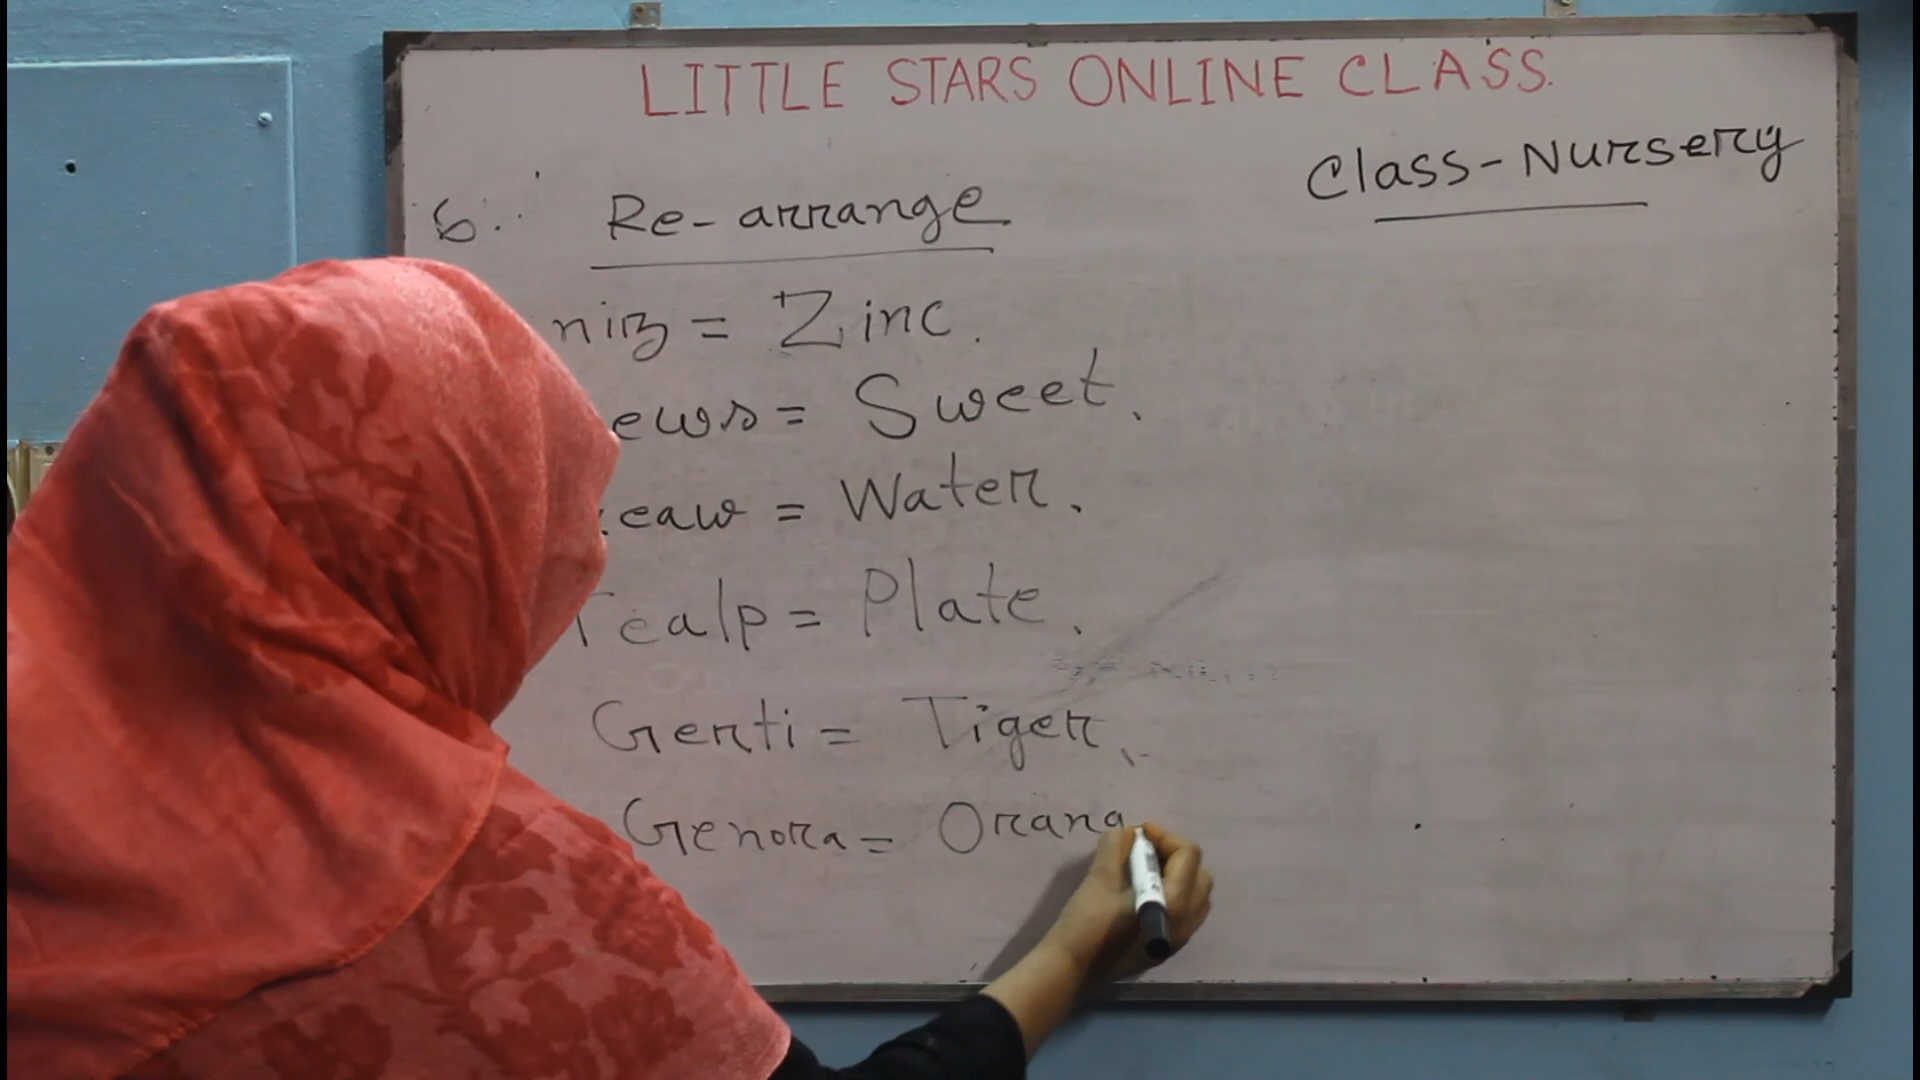 LITTLE STARS ONLINE CLASS.
Class-Nursery
6. Re-arrange
niz = Zinc.
ews = Sweet.
eaw = Water.
Tealp = Plate.
Gerti = Tiger.
Genora = Orang